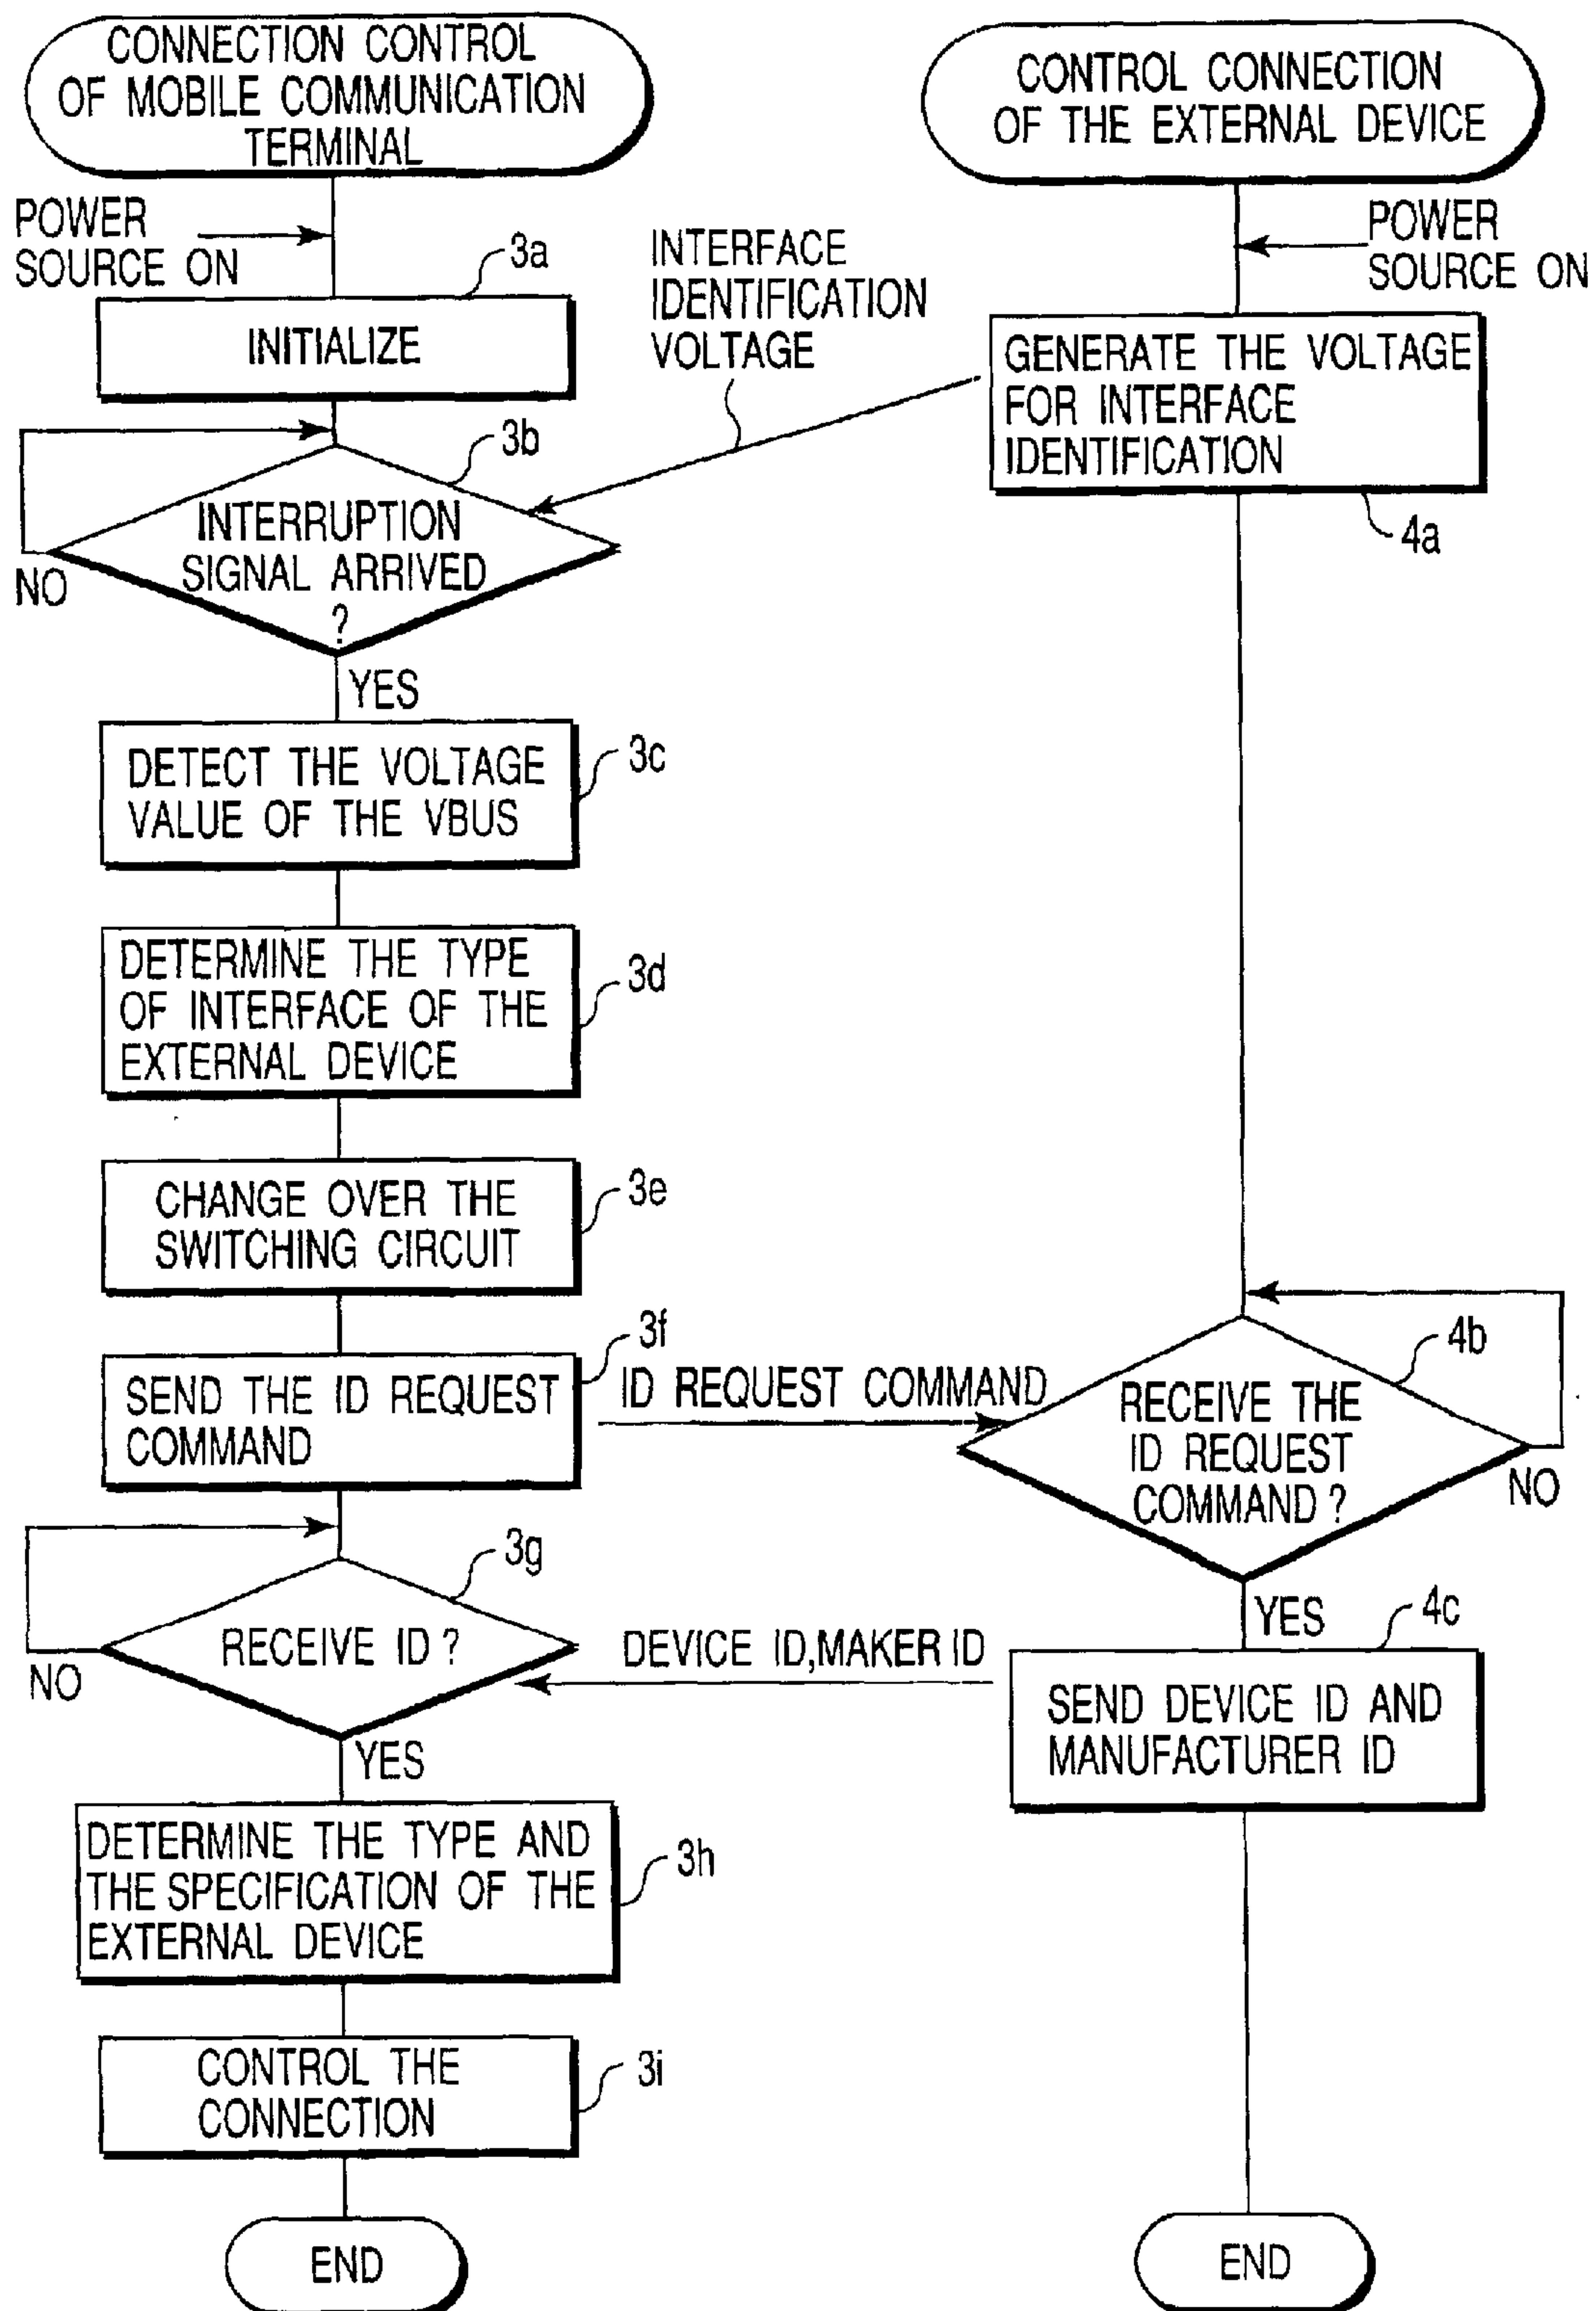 CONNECTION CONTROL
OF MOBILE COMMUNICATION
TERMINAL
POWER
SOURCE ON
3a
INITIALIZE
3b
INTERRUPTION
SIGNAL ARRIVED
?
NO
YES
DETECT THE VOLTAGE
VALUE OF THE VBUS
3c
DETERMINE THE TYPE
OF INTERFACE OF THE
EXTERNAL DEVICE
3d
CHANGE OVER THE
SWITCHING CIRCUIT
3e
SEND THE ID REQUEST
COMMAND
3f
3g
RECEIVE ID ?
NO
YES
DETERMINE THE TYPE AND
THE SPECIFICATION OF THE
EXTERNAL DEVICE
3h
CONTROL THE
CONNECTION
3i
END
INTERFACE
IDENTIFICATION
VOLTAGE
ID REQUEST COMMAND
DEVICE ID,MAKER ID
CONTROL CONNECTION
OF THE EXTERNAL DEVICE
POWER
SOURCE ON
GENERATE THE VOLTAGE
FOR INTERFACE
IDENTIFICATION
4a
4b
RECEIVE THE
ID REQUEST
COMMAND ?
NO
YES
4c
SEND DEVICE ID AND
MANUFACTURER ID
END